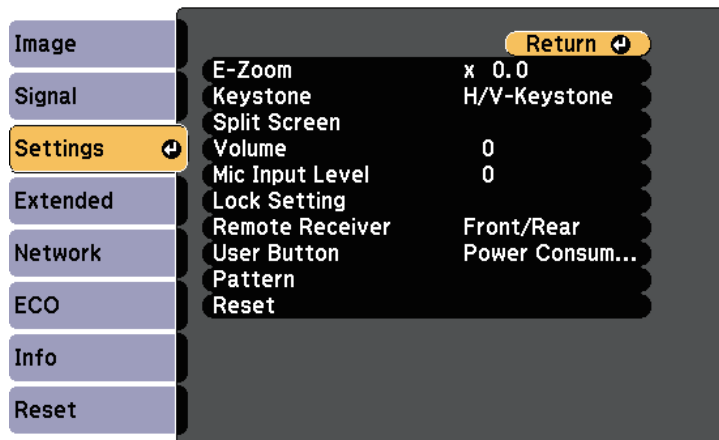 Image
Signal
Settings
Extended
Network
ECO
Info
Reset
Return
E-Zoom x 0.0
Keystone H/V-Keystone
Split Screen
Volume 0
Mic Input Level 0
Lock Setting
Remote Receiver Front/Rear
User Button Power Consum...
Pattern
Reset